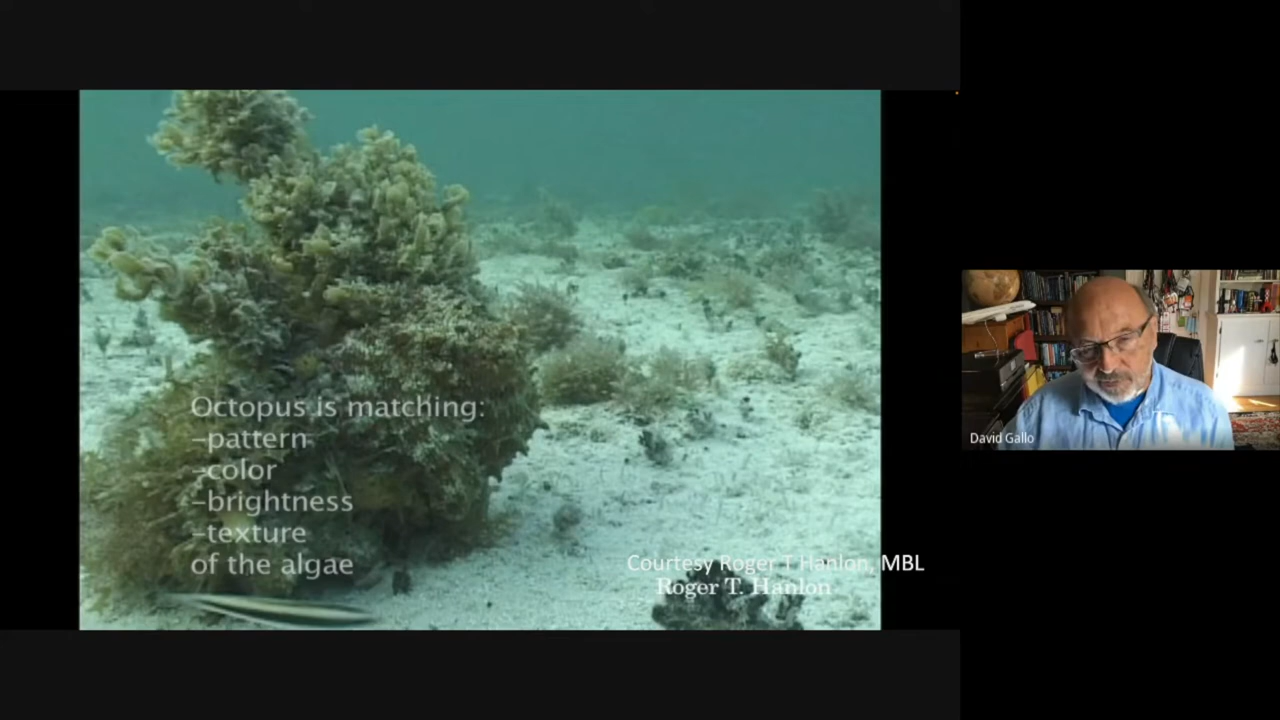 Octopus is matching:
-pattern
-color
-brightness
-texture
of the algae
Courtesy Roger T Hanlon, MBL
Roger T. Hanlon
David Gallo